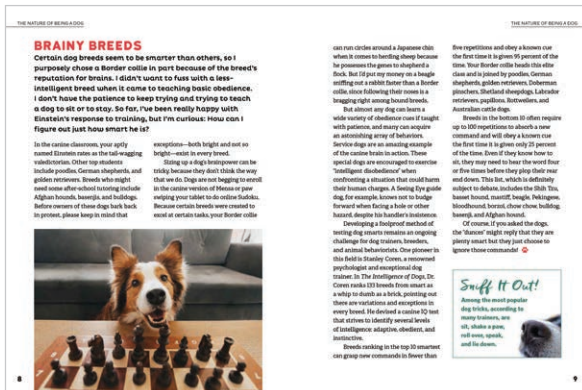 THE NATURE OF BEING A DOG
BRAINY BREEDS
Certain dog breeds seem to be smarter than others, so I
purposely chose a Border collie in part because of the breed's
reputation for brains. I didn't want to fuss with a less-
intelligent breed when it came to teaching basic obedience.
I don't have the patience to keep trying and trying to teach
a dog to sit or to stay. So far, I've been really happy with
Einstein's response to training, but I'm curious: How can I
figure out just how smart he is?
In the canine classroom, your aptly
named Einstein rates as the tail-wagging
valedictorian. Other top students
include poodles, German shepherds, and
golden retrievers. Breeds who might
need some after-school tutoring include
Afghan hounds, basenjis, and bulldogs.
Before owners of these dogs bark back
in protest, please keep in mind that
exceptions—both bright and not so
bright—exist in every breed.
Sizing up a dog's brainpower can be
tricky, because they don't think the way
that we do. Dogs are not begging to enroll
in the canine version of Mensa or paw
swiping your tablet to do online Sudoku.
Because certain breeds were created to
excel at certain tasks, your Border collie
8
can run circles around a Japanese chin
when it comes to herding sheep because
he possesses the genes to shepherd a
flock. But I'd put my money on a beagle
sniffing out a rabbit faster than a Border
collie, since following their noses is a
bragging right among hound breeds.
But almost any dog can learn a
wide variety of obedience cues if taught
with patience, and many can acquire
an astonishing array of behaviors.
Service dogs are an amazing example
of the canine brain in action. These
special dogs are encouraged to exercise
"intelligent disobedience" when
confronting a situation that could harm
their human charges. A Seeing Eye guide
dog, for example, knows not to budge
forward when facing a hole or other
hazard, despite his handler's insistence.
Developing a foolproof method of
testing dog smarts remains an ongoing
challenge for dog trainers, breeders,
and animal behaviorists. One pioneer in
this field is Stanley Coren, a renowned
psychologist and exceptional dog
trainer. In The Intelligence of Dogs, Dr.
Coren ranks 133 breeds from smart as
a whip to dumb as a brick, pointing out
there are variations and exceptions in
every breed. He devised a canine IQ test
that strives to identify several levels
of intelligence: adaptive, obedient, and
instinctive.
Breeds ranking in the top 10 smartest
can grasp new commands in fewer than
THE NATURE OF BEING A DOG
five repetitions and obey a known cue
the first time it is given 95 percent of
the time. Your Border collie heads this elite
class and is joined by poodles, German
shepherds, golden retrievers, Doberman
pinschers, Shetland sheepdogs, Labrador
retrievers, papillons, Rottweilers, and
Australian cattle dogs.
Breeds in the bottom 10 often require
up to 100 repetitions to absorb a new
command and will obey a known cue
the first time it is given only 25 percent
of the time. Even if they know how to
sit, they may need to hear the word four
or five times before they plop their rear
end down. This list, which is definitely
subject to debate, includes the Shih Tzu,
basset hound, mastiff, beagle, Pekingese,
bloodhound, borzoi, chow chow, bulldog,
basenji, and Afghan hound.
Of course, if you asked the dogs,
the "dunces" might reply that they are
plenty smart but they just choose to
ignore those commands!
Sniff It Out!
Among the most popular
dog tricks, according to
many trainers, are
sit, shake a paw,
roll over, speak,
and lie down.
9